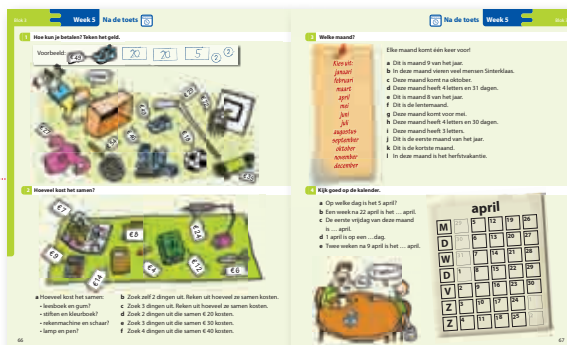 Blok 3
Week 5
Na de toets
1
Hoe kun je betalen? Teken het geld.
Voorbeeld:
€ 49
20
20
5
2
2
2
Hoeveel kost het samen?
€ 7
€ 9
€ 14
€ 8
€ 4
€ 24
€ 12
€ 6
a Hoeveel kost het samen:
• leesboek en gum?
• stiften en kleurboek?
• rekenmachine en schaar?
• lamp en pen?
b Zoek zelf 2 dingen uit. Reken uit hoeveel ze samen kosten.
c Zoek 3 dingen uit. Reken uit hoeveel ze samen kosten.
d Zoek 2 dingen uit die samen € 20 kosten.
e Zoek 3 dingen uit die samen € 30 kosten.
f Zoek 4 dingen uit die samen € 40 kosten.
66
Na de toets
Week 5
3
Welke maand?
Kies uit:
januari
februari
maart
april
mei
juni
juli
augustus
september
oktober
november
december
Elke maand komt één keer voor!
a Dit is maand 9 van het jaar.
b In deze maand vieren veel mensen Sinterklaas.
c Deze maand komt na oktober.
d Deze maand heeft 4 letters en 31 dagen.
e Dit is maand 8 van het jaar.
f Dit is de lentemaand.
g Deze maand komt voor mei.
h Deze maand heeft 4 letters en 30 dagen.
i Deze maand heeft 3 letters.
j Dit is de eerste maand van het jaar.
k Dit is de kortste maand.
l In deze maand is het herfstvakantie.
4
Kijk goed op de kalender.
a Op welke dag is het 5 april?
b Een week na 22 april is het … april.
c De eerste vrijdag van deze maand
is … april.
d 1 april is op een …dag.
e Twee weken na 9 april is het … april.
april
M 5 12 19 26
D 6 13 20 27
W 7 14 21 28
D 1 8 15 22 29
V 2 9 16 23 30
Z 3 10 17 24
Z 4 11 18 25
67